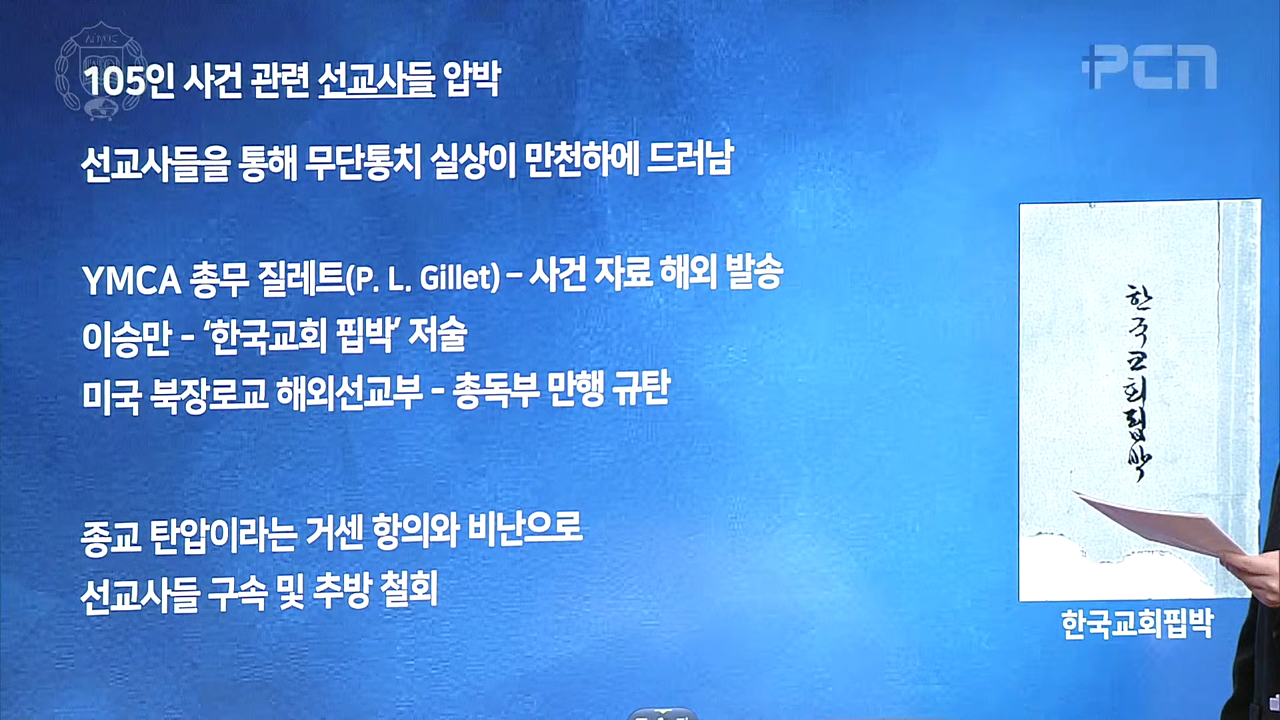 105인 사건 관련 선교사들 압박
PCN
선교사들을 통해 무단통치 실상이 만천하에 드러남
YMCA 총무 질레트(P. L. Gillet) – 사건 자료 해외 발송
이승만 - ‘한국교회 핍박’ 저술
미국 북장로교 해외선교부 - 총독부 만행 규탄
종교 탄압이라는 거센 항의와 비난으로
선교사들 구속 및 추방 철회
한국교회핍박
한국교회핍박